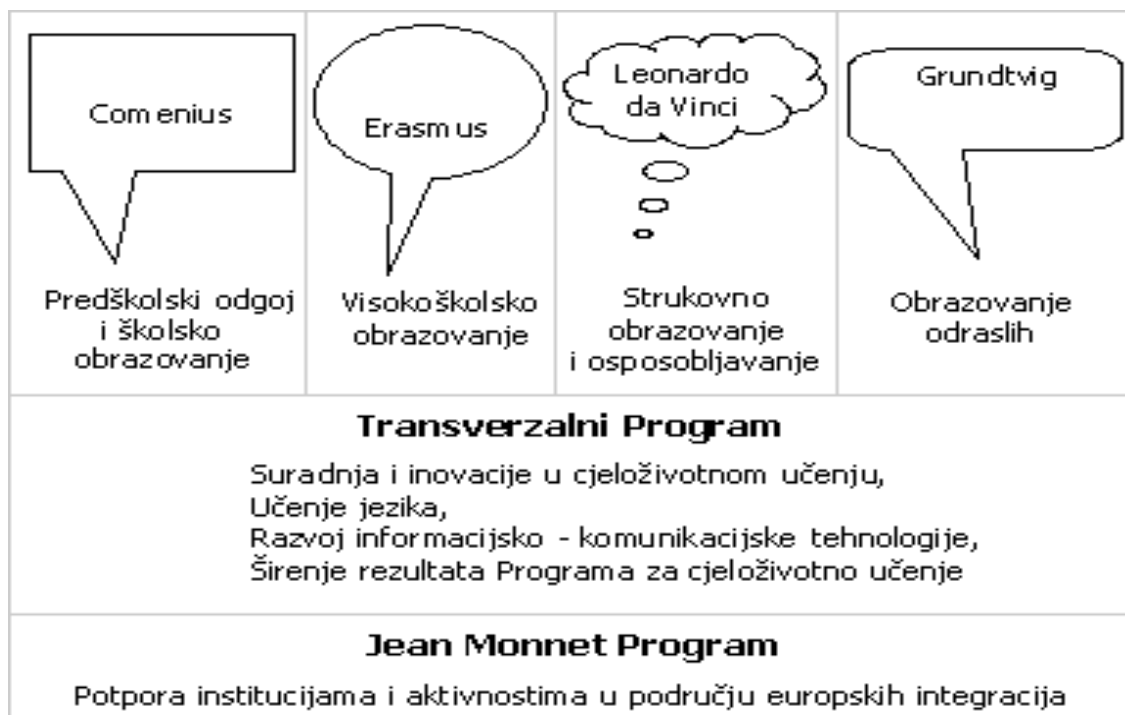 Comenius
Erasmus
Leonardo
da Vinci
Grundtvig
Predškolski odgoj
i školsko
obrazovanje
Visokoškolsko
obrazovanje
Strukovno
obrazovanje
i osposobljavanje
Obrazovanje
odraslih
Transverzalni Program
Suradnja i inovacije u cjeloživotnom učenju,
Učenje jezika,
Razvoj informacijsko - komunikacijske tehnologije,
Širenje rezultata Programa za cjeloživotno učenje
Jean Monnet Program
Potpora institucijama i aktivnostima u području europskih integracija